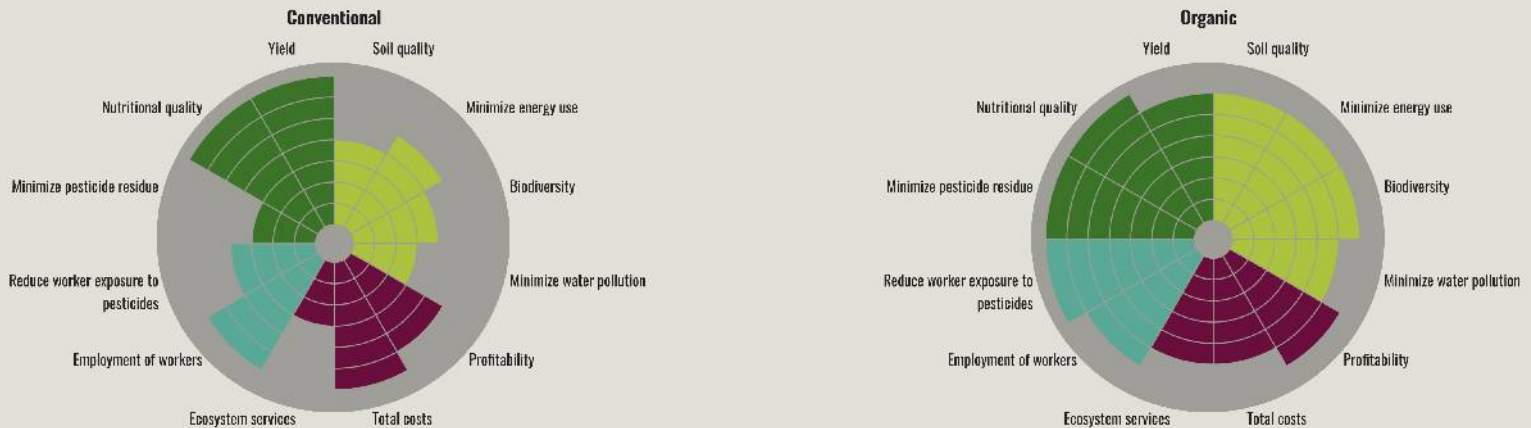 Conventional
Yield
Soil quality
Nutritional quality
Minimize energy use
Minimize pesticide residue
Biodiversity
Reduce worker exposure to
pesticides
Minimize water pollution
Employment of workers
Profitability
Ecosystem services
Total costs
Organic
Yield
Soil quality
Nutritional quality
Minimize energy use
Minimize pesticide residue
Biodiversity
Reduce worker exposure to
pesticides
Minimize water pollution
Employment of workers
Profitability
Ecosystem services
Total costs